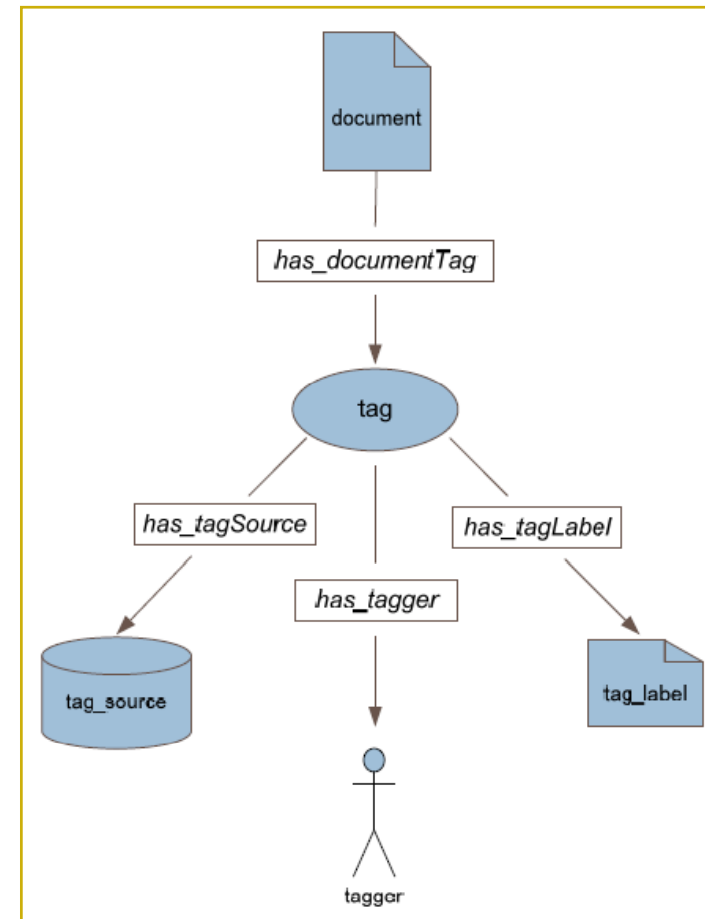 document
has_documentTag
tag
has_tagSource
has_tagLabel
has_tagger
tag_source
tag_label
tagger